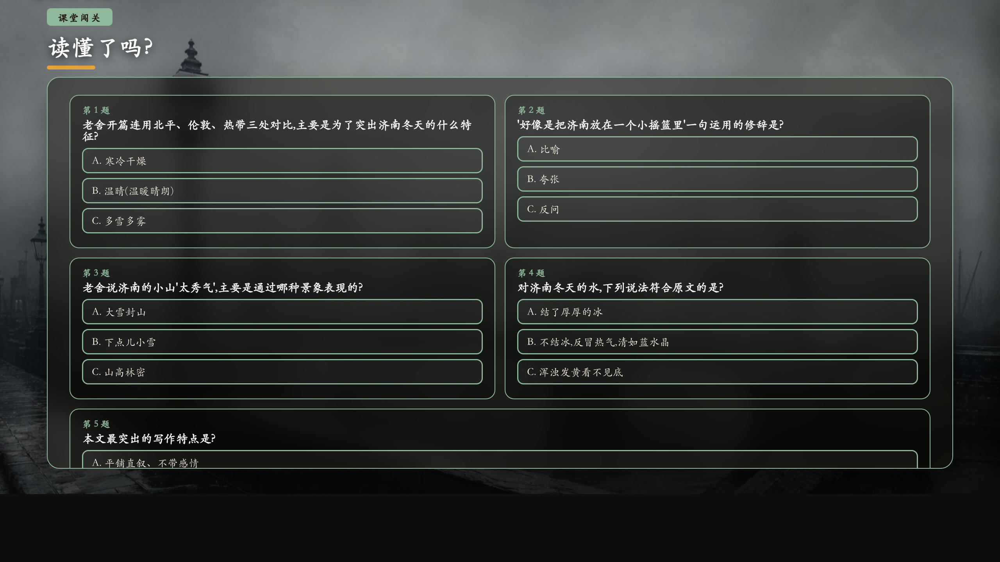 课堂闯关
读懂了吗?
第 1 题
老舍开篇连用北平、伦敦、热带三处对比,主要是为了突出济南冬天的什么特
征?
A. 寒冷干燥
B. 温晴(温暖晴朗)
C. 多雪多雾
第 2 题
'好像是把济南放在一个小摇篮里'一句运用的修辞是?
A. 比喻
B. 夸张
C. 反问
第 3 题
老舍说济南的小山'太秀气',主要是通过哪种景象表现的?
A. 大雪封山
B. 下点儿小雪
C. 山高林密
第 4 题
对济南冬天的水,下列说法符合原文的是?
A. 结了厚厚的冰
B. 不结冰,反冒热气,清如蓝水晶
C. 浑浊发黄看不见底
第 5 题
本文最突出的写作特点是?
A. 平铺直叙、不带感情